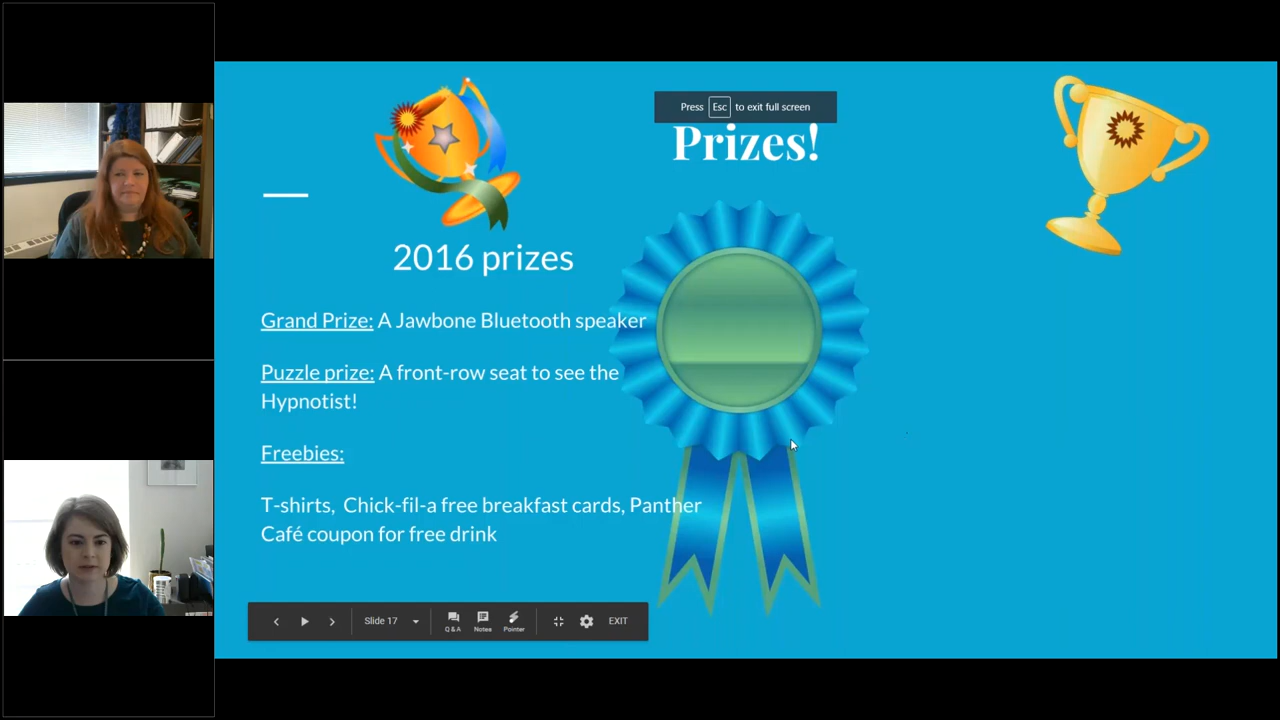 Press Esc to exit full screen
Prizes!
2016 prizes
Grand Prize: A Jawbone Bluetooth speaker
Puzzle prize: A front-row seat to see the
Hypnotist!
Freebies:
T-shirts, Chick-fil-a free breakfast cards, Panther
Café coupon for free drink
Slide 17
Q & A
Notes
Pointer
EXIT